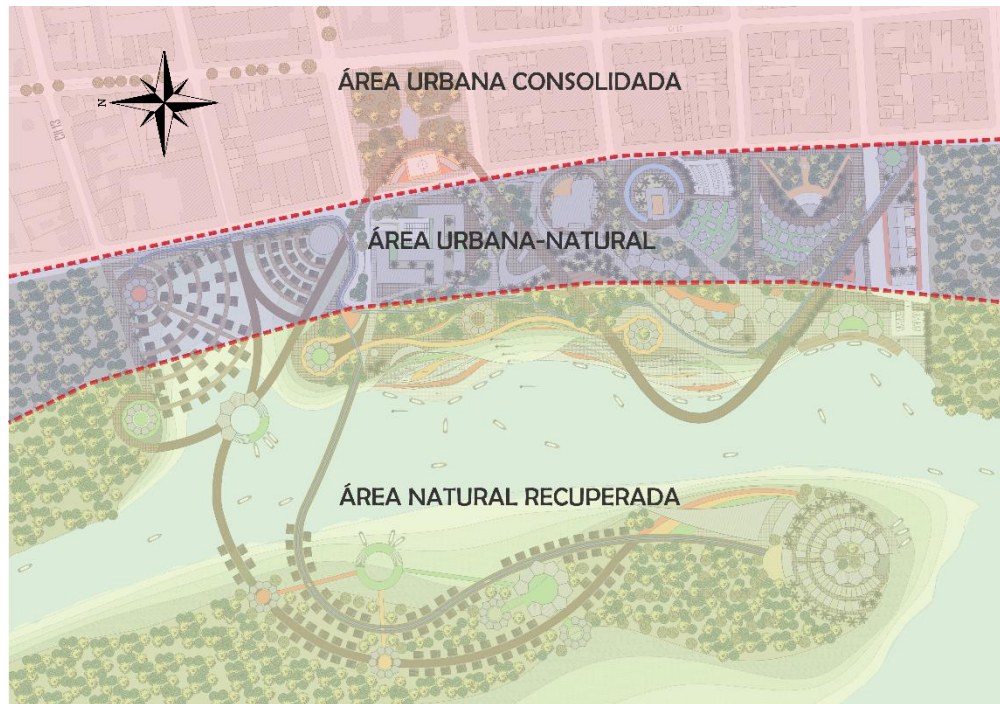 ÁREA URBANA CONSOLIDADA
N
ÁREA URBANA-NATURAL
ÁREA NATURAL RECUPERADA